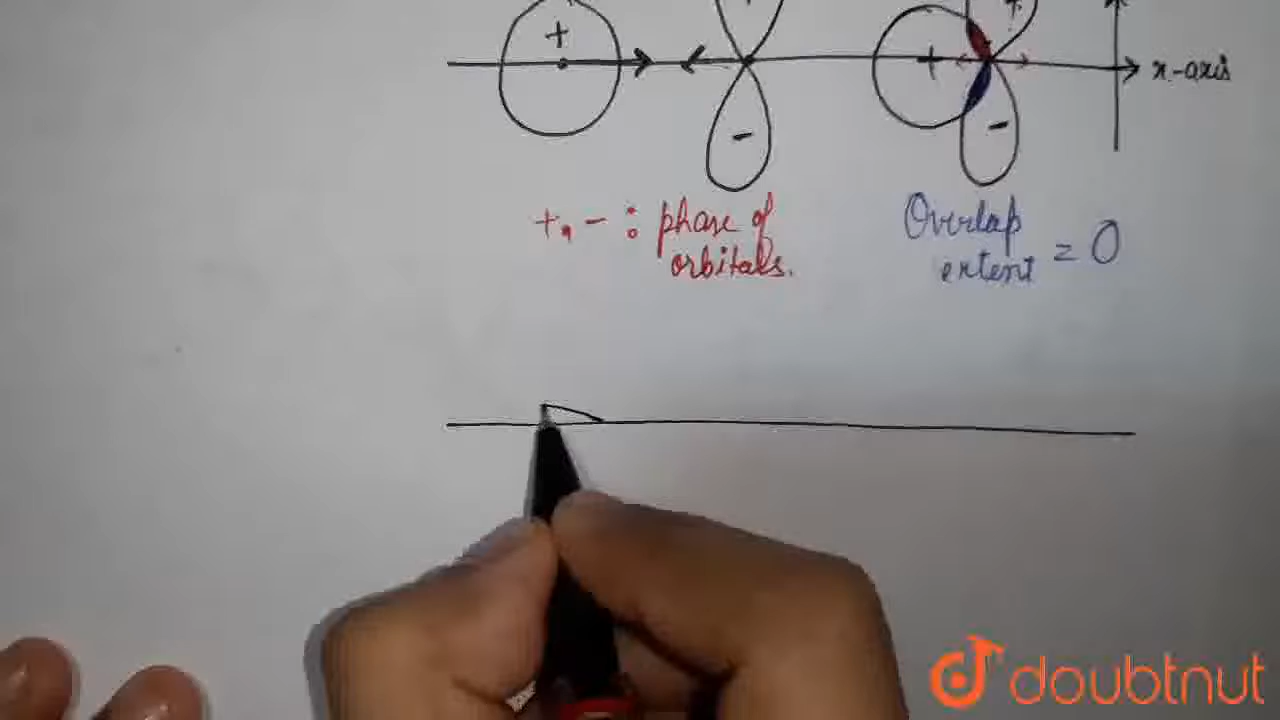 +
+
+
x-axis
-
-
+, - : phase of
orbitals.
Overlap
extent = 0
doubtnut